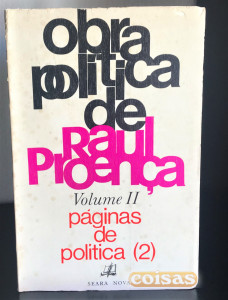 obra
politica
de
Raul
Proença
Volume II
páginas
de
politica (2)
SEARA NOVA
coisas